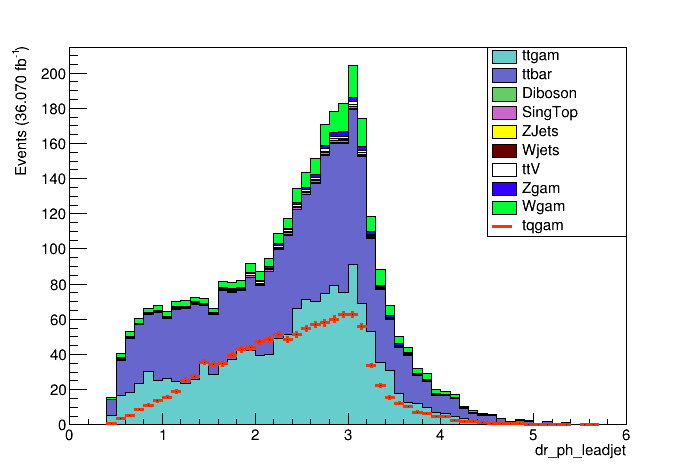 Events (36.070 fb⁻¹)
200
180
160
140
120
100
80
60
40
20
0
0 1 2 3 4 5 6
dr_ph_leadjet
ttgam
ttbar
Diboson
SingTop
ZJets
Wjets
ttV
Zgam
Wgam
tqgam